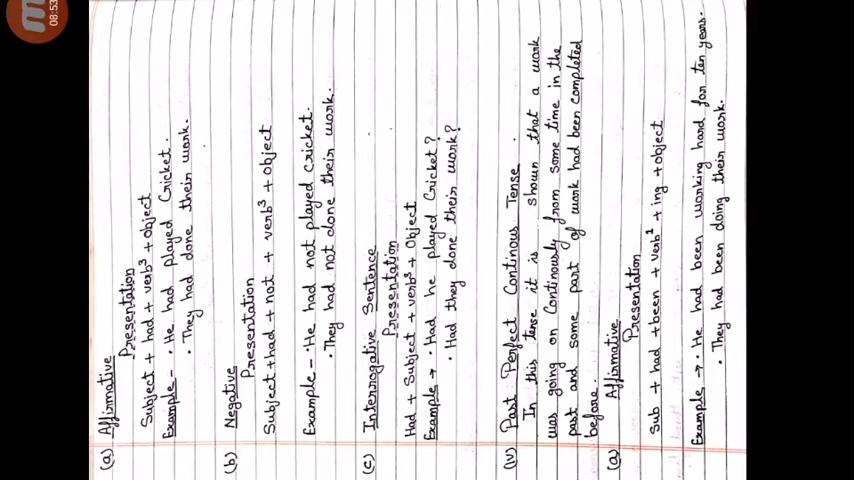 (a) Affirmative
Presentation
Subject + had + verb³ + object
Example - • He had played Cricket.
• They had done their work.
(b) Negative
Presentation
Subject + had + not + verb³ + object
Example - • He had not played cricket.
• They had not done their work.
(c) Interrogative Sentence
Presentation
Had + Subject + verb³ + Object
Example → • Had he played Cricket?
• Had they done their work?
(iv) Past Perfect Continous Tense
In this tense it is shown that a work
was going on Continously from some time in the
past and some part of work had been completed
before.
(a) Affirmative
Presentation
Sub + had + been + verb¹ + ing + object
Example → • He had been working hard for ten years.
• They had been doing their work.
08:53